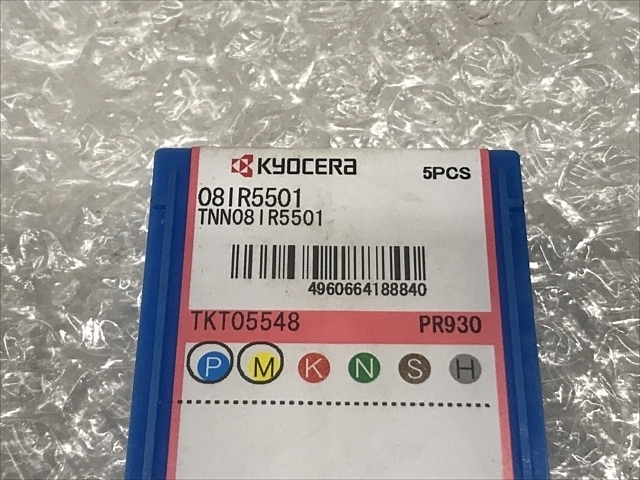 KYOCERA 5PCS
08IR5501
TNN08IR5501
4960664188840
TKT05548 PR930
P M K N S H